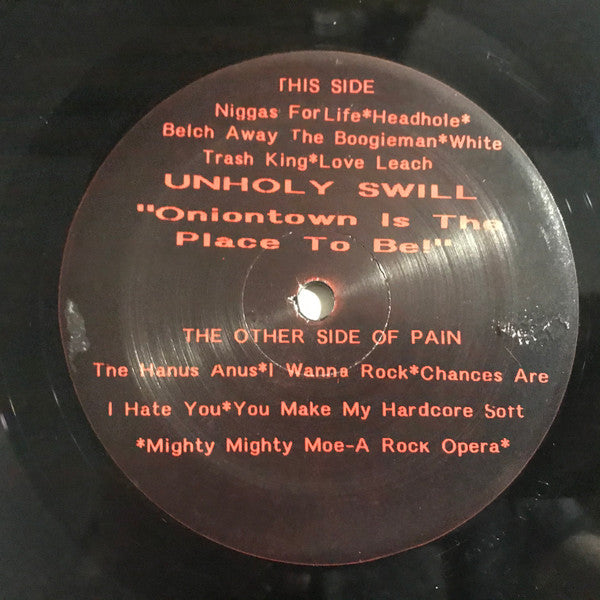 THIS SIDE
Niggas For Life*Headhole*
Belch Away The Boogieman*White
Trash King*Love Leach
UNHOLY SWILL
"Oniontown Is The
Place To Be!"
THE OTHER SIDE OF PAIN
The Hanus Anus*I Wanna Rock*Chances Are
I Hate You*You Make My Hardcore Soft
*Mighty Mighty Moe-A Rock Opera*